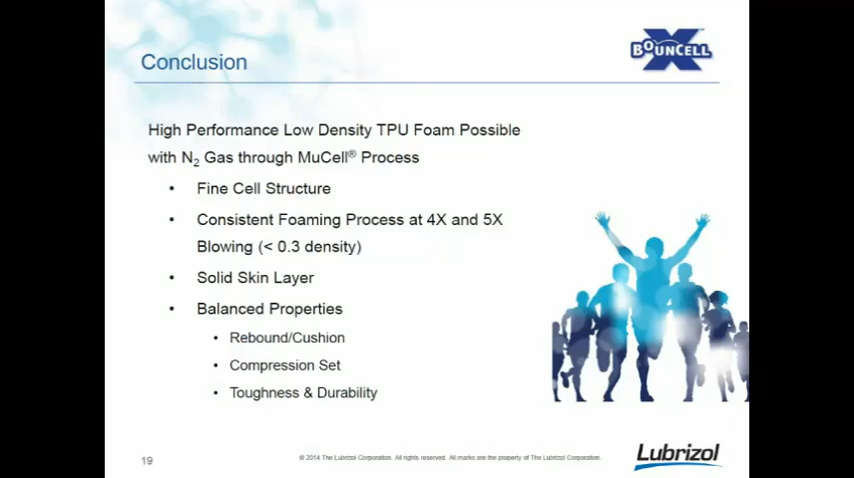 Conclusion
BOUNCELL
X
High Performance Low Density TPU Foam Possible
with N₂ Gas through MuCell® Process
• Fine Cell Structure
• Consistent Foaming Process at 4X and 5X
Blowing (< 0.3 density)
• Solid Skin Layer
• Balanced Properties
• Rebound/Cushion
• Compression Set
• Toughness & Durability
19
© 2014 The Lubrizol Corporation. All rights reserved. All marks are the property of The Lubrizol Corporation.
Lubrizol